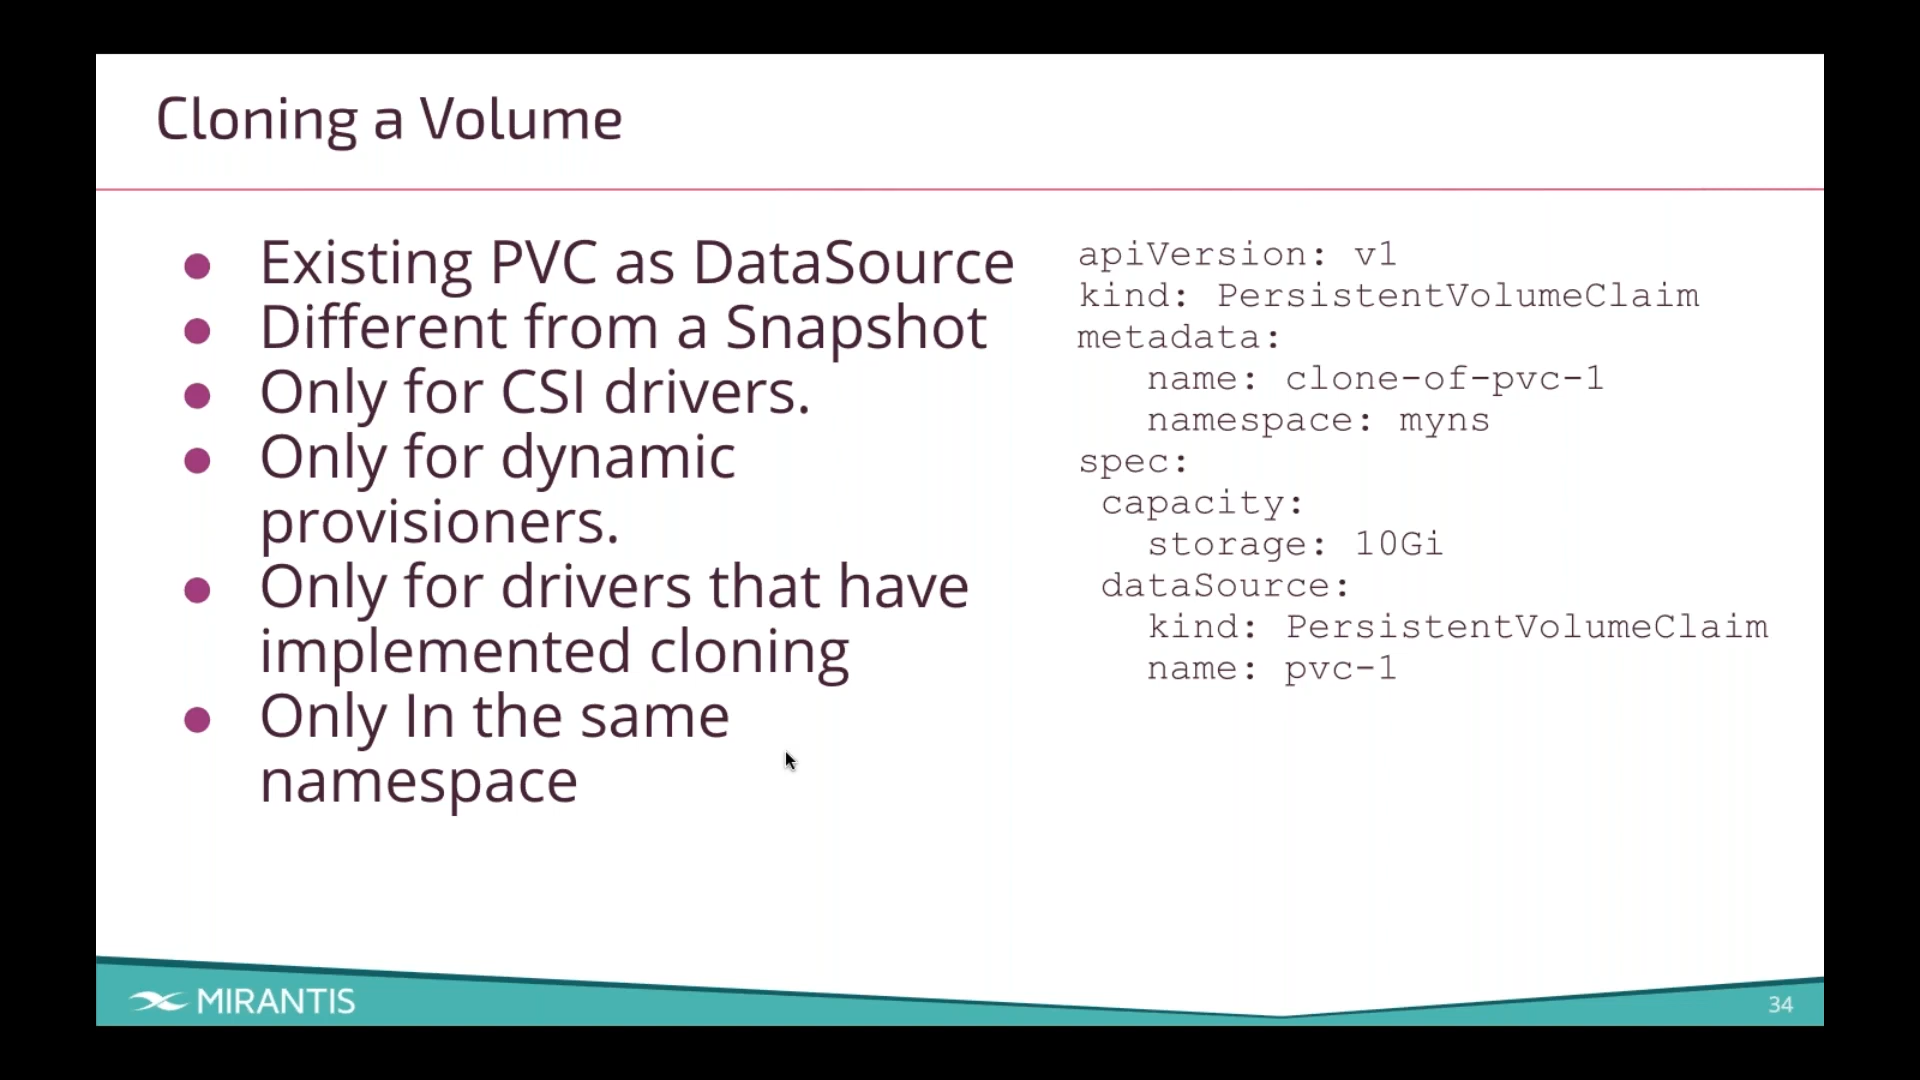 Cloning a Volume
● Existing PVC as DataSource
● Different from a Snapshot
● Only for CSI drivers.
● Only for dynamic
provisioners.
● Only for drivers that have
implemented cloning
● Only In the same
namespace
apiVersion: v1
kind: PersistentVolumeClaim
metadata:
   name: clone-of-pvc-1
   namespace: myns
spec:
 capacity:
   storage: 10Gi
 dataSource:
   kind: PersistentVolumeClaim
   name: pvc-1
MIRANTIS
34